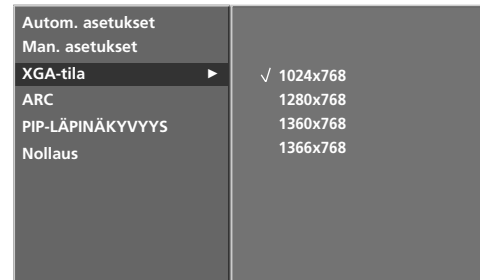 Autom. asetukset
Man. asetukset
XGA-tila ►
ARC
PIP-LÄPINÄKYVYYS
Nollaus
√ 1024x768
1280x768
1360x768
1366x768